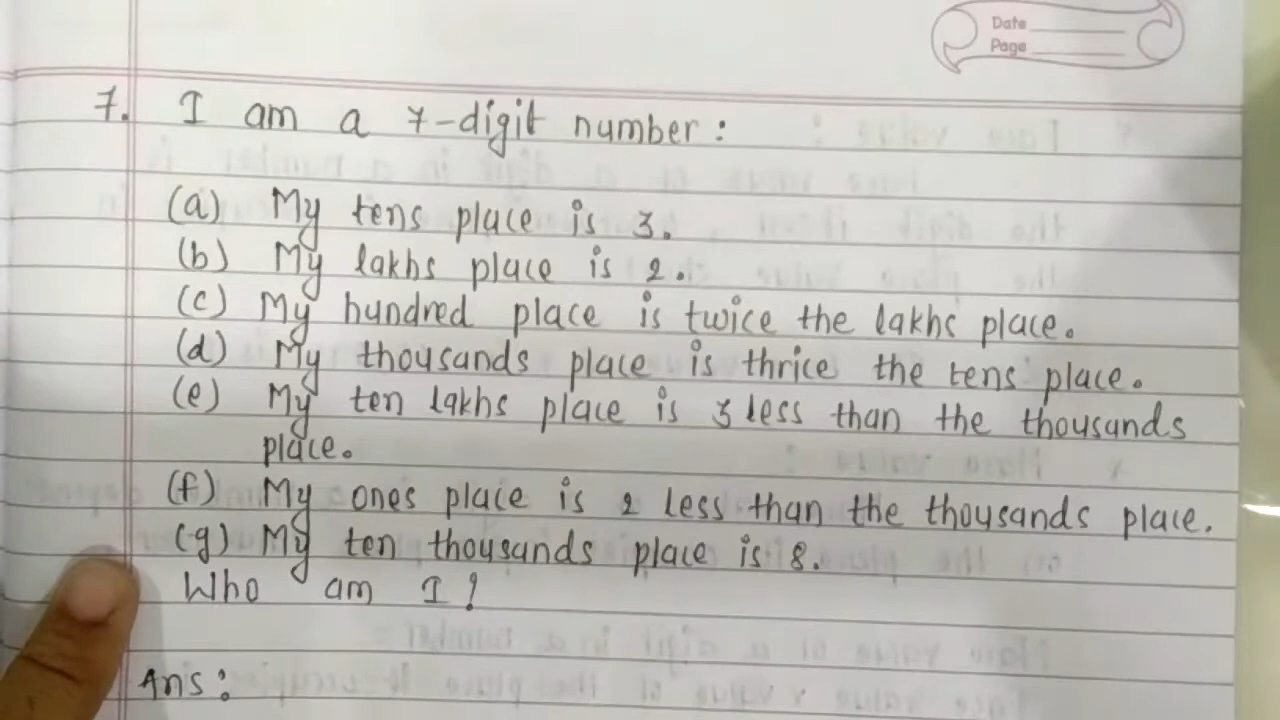 Date
Page
7. I am a 7-digit number:
(a) My tens place is 3.
(b) My lakhs place is 2.
(c) My hundred place is twice the lakhs place.
(d) My thousands place is thrice the tens place.
(e) My ten lakhs place is 3 less than the thousands
place.
(f) My ones place is 2 less than the thousands place.
(g) My ten thousands place is 8.
Who am I?
Ans: